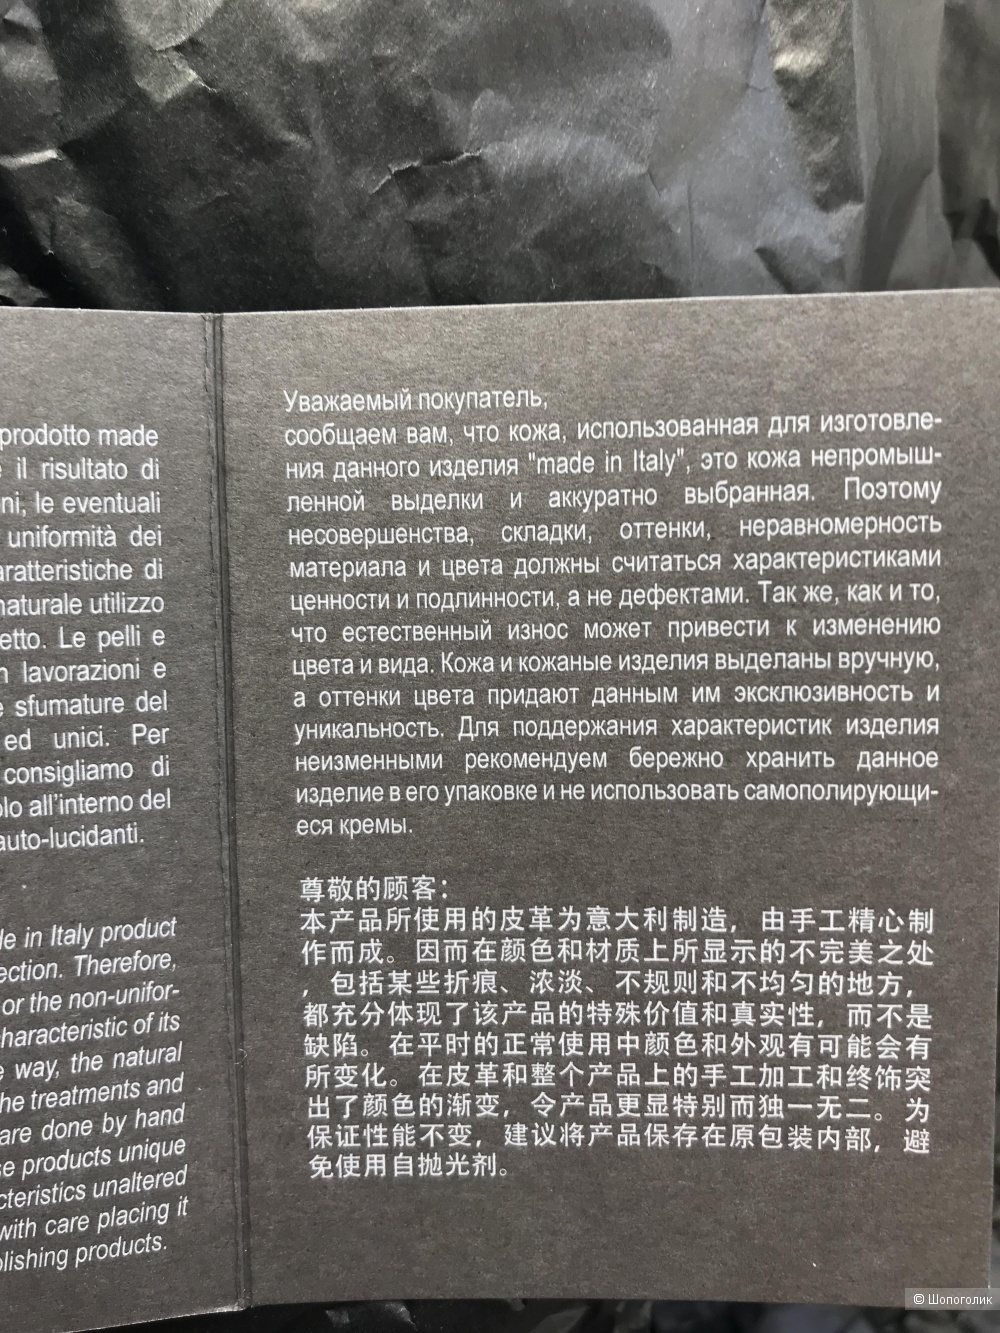 prodotto made
il risultato di
ni, le eventuali
uniformità dei
aratteristiche di
naturale utilizzo
etto. Le pelli e
lavorazioni e
sfumature del
ed unici. Per
consigliamo di
olo all'interno del
auto-lucidanti.
de in Italy product
ection. Therefore,
or the non-unifor-
characteristic of its
way, the natural
he treatments and
are done by hand
se products unique
cteristics unaltered
with care placing it
olishing products.
Уважаемый покупатель,
сообщаем вам, что кожа, использованная для изготовле-
ния данного изделия "made in Italy", это кожа непромыш-
ленной выделки и аккуратно выбранная. Поэтому
несовершенства, складки, оттенки, неравномерность
материала и цвета должны считаться характеристиками
ценности и подлинности, а не дефектами. Так же, как и то,
что естественный износ может привести к изменению
цвета и вида. Кожа и кожаные изделия выделаны вручную,
а оттенки цвета придают данным им эксклюзивность и
уникальность. Для поддержания характеристик изделия
неизменными рекомендуем бережно хранить данное
изделие в его упаковке и не использовать самополирующи-
еся кремы.
尊敬的顾客：
本产品所使用的皮革为意大利制造，由手工精心制
作而成。因而在颜色和材质上所显示的不完美之处
，包括某些折痕、浓淡、不规则和不均匀的地方，
都充分体现了该产品的特殊价值和真实性，而不是
缺陷。在平时的正常使用中颜色和外观有可能会有
所变化。在皮革和整个产品上的手工加工和终饰突
出了颜色的渐变，令产品更显特别而独一无二。为
保证性能不变，建议将产品保存在原包装内部，避
免使用自抛光剂。
© Шопоголик